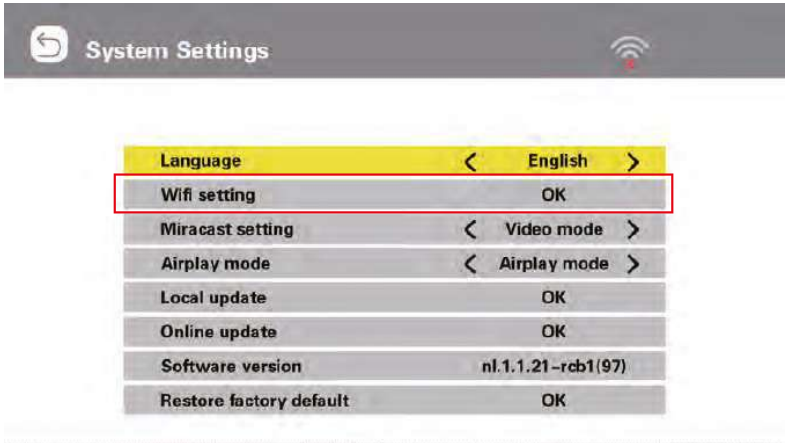 System Settings
Language < English >
Wifi setting OK
Miracast setting < Video mode >
Airplay mode < Airplay mode >
Local update OK
Online update OK
Software version nl.1.1.21-rcb1(97)
Restore factory default OK